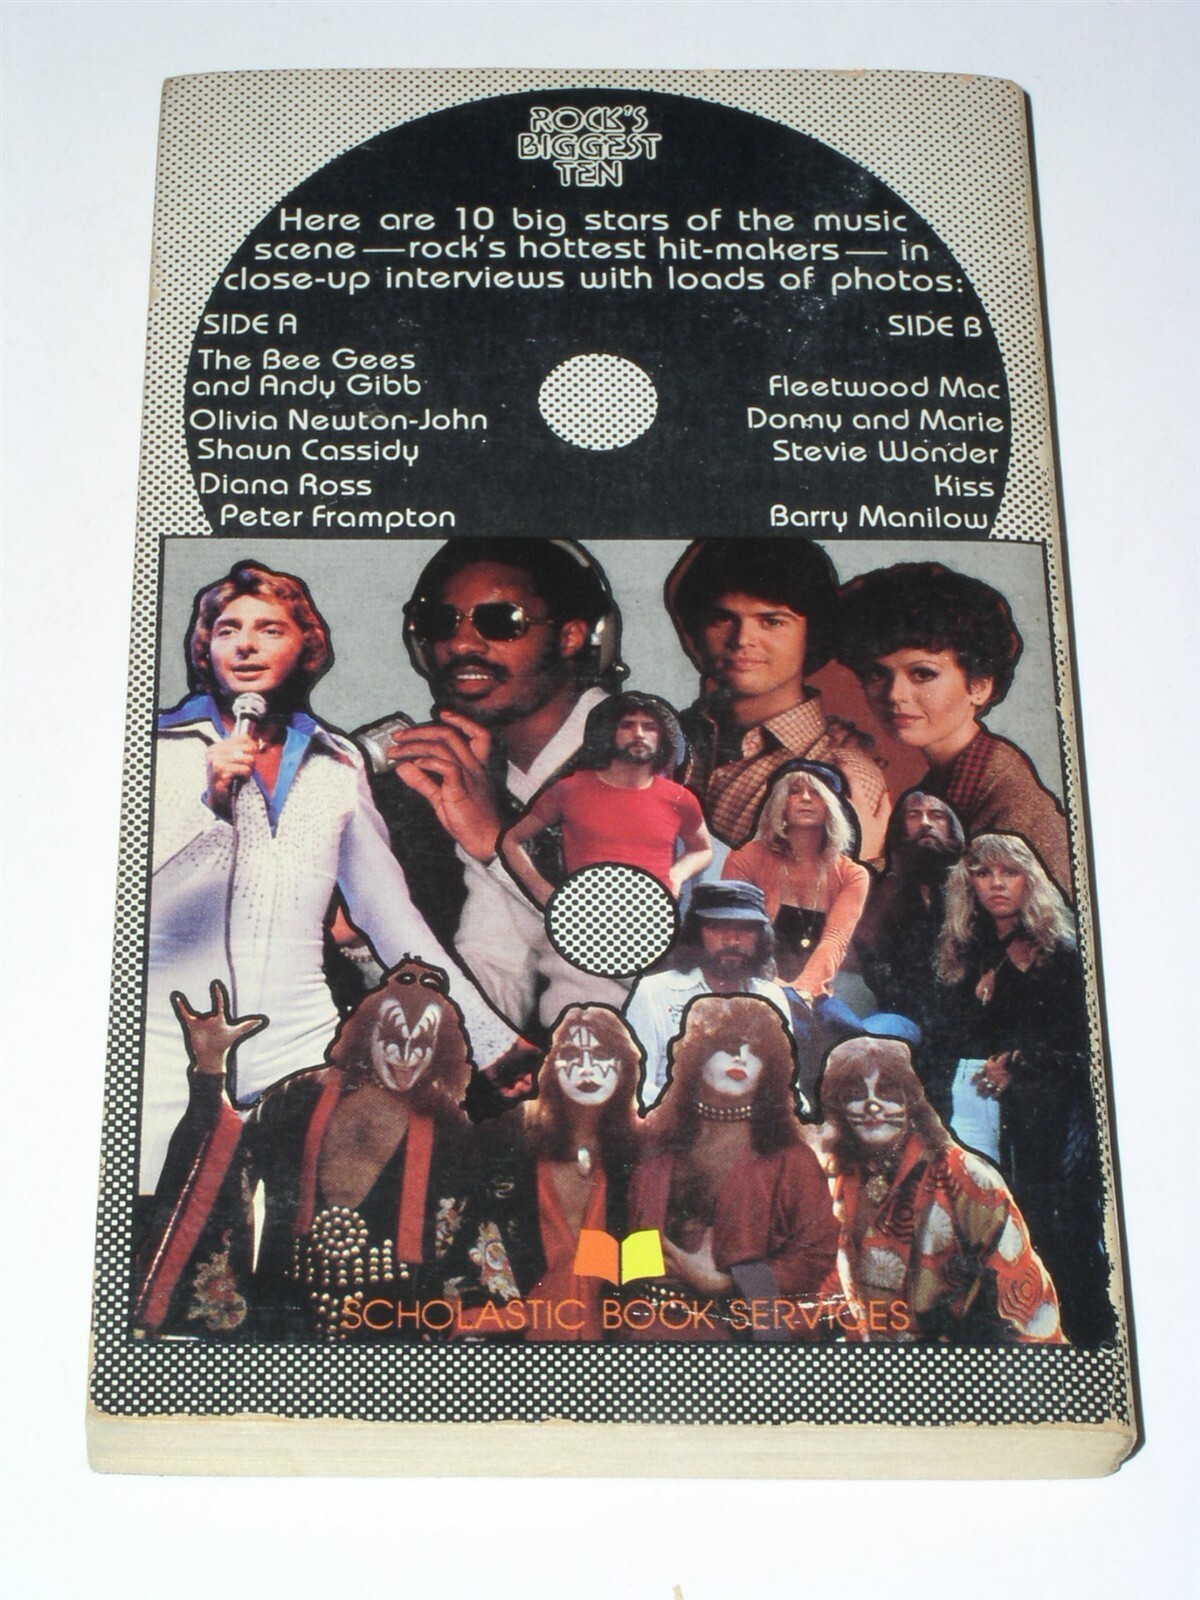 ROCK'S
BIGGEST
TEN
Here are 10 big stars of the music
scene—rock's hottest hit-makers— in
close-up interviews with loads of photos:
SIDE A
The Bee Gees
and Andy Gibb
Olivia Newton-John
Shaun Cassidy
Diana Ross
Peter Frampton
SIDE B
Fleetwood Mac
Donny and Marie
Stevie Wonder
Kiss
Barry Manilow
SCHOLASTIC BOOK SERVICES